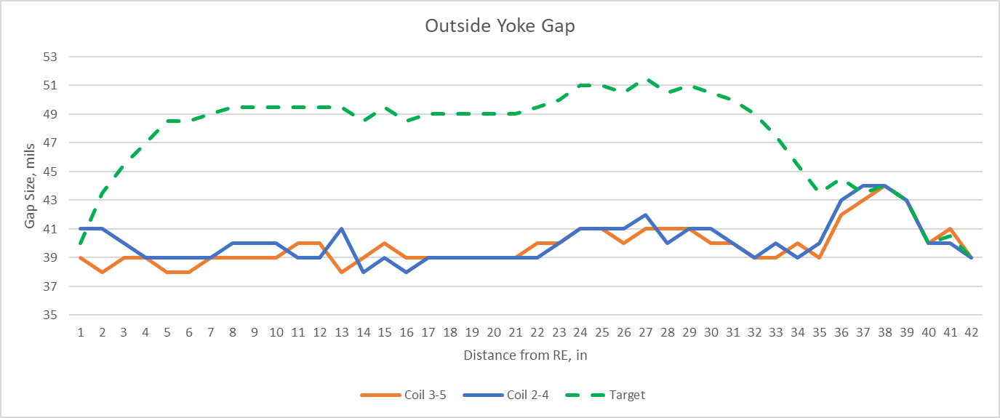 Outside Yoke Gap
53
51
49
47
45
43
41
39
37
35
Gap Size, mils
1 2 3 4 5 6 7 8 9 10 11 12 13 14 15 16 17 18 19 20 21 22 23 24 25 26 27 28 29 30 31 32 33 34 35 36 37 38 39 40 41 42
Distance from RE, in
Coil 3-5 Coil 2-4 Target